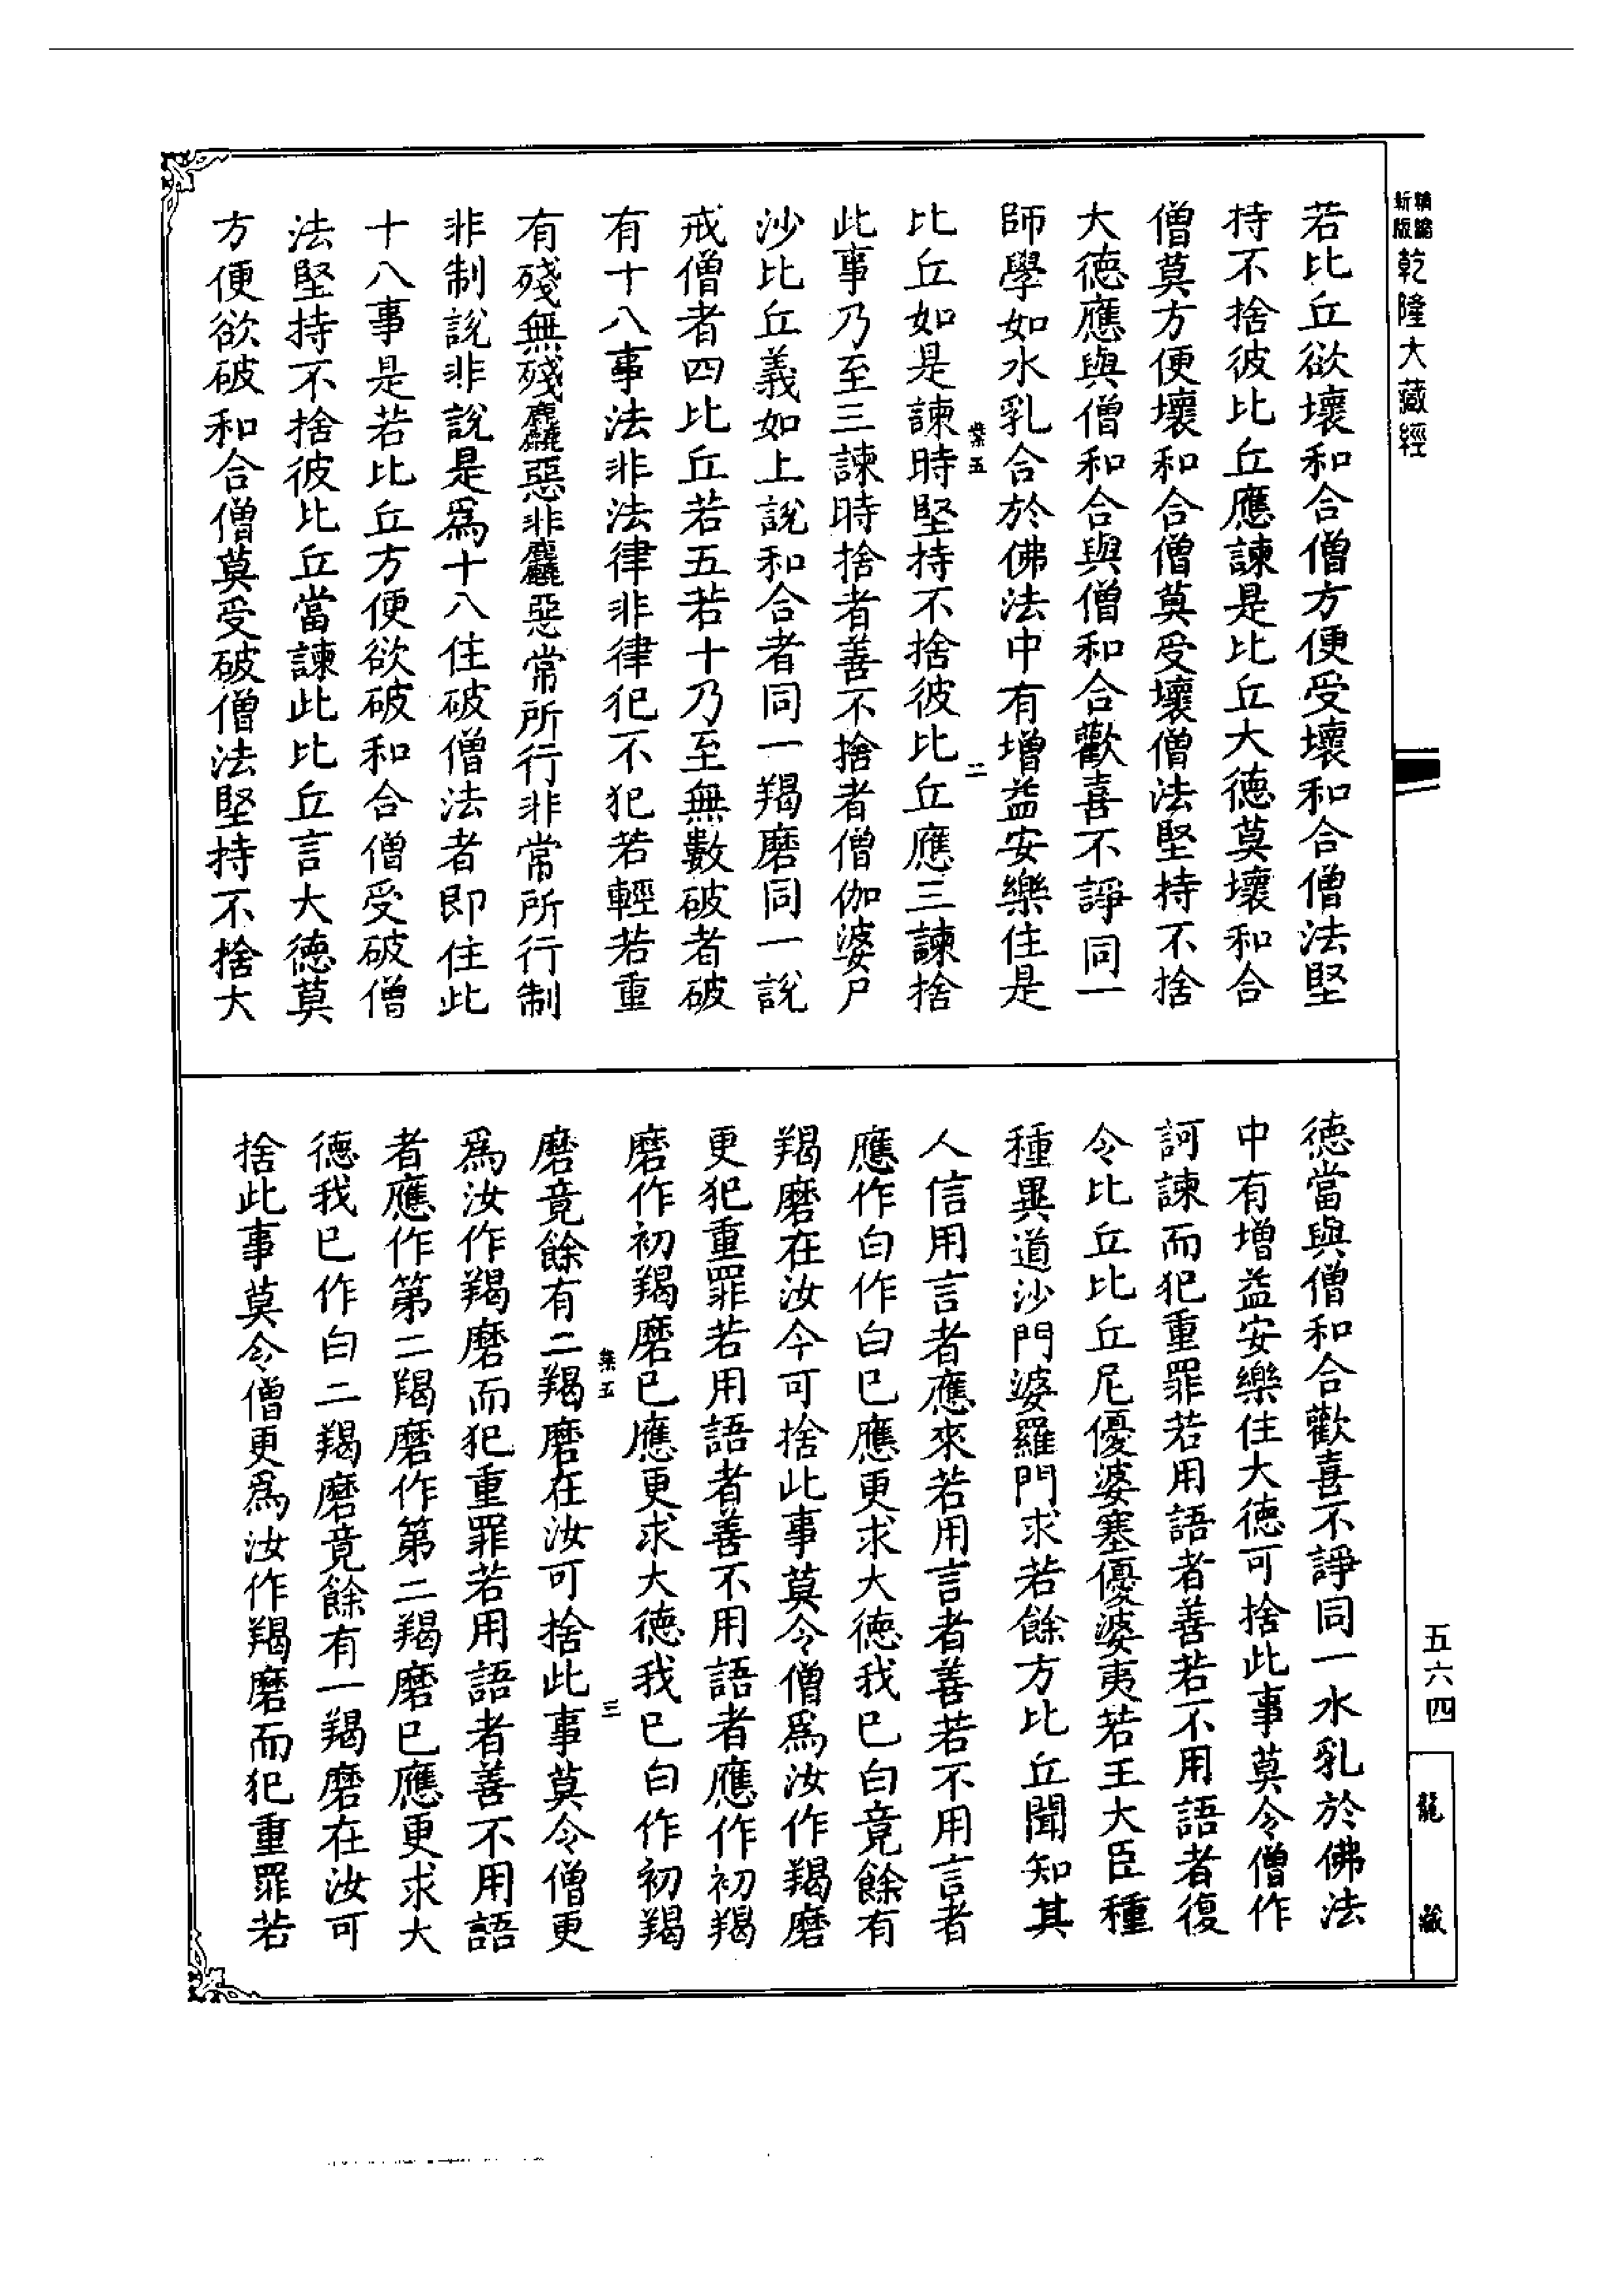 新版
精縮
乾隆大藏經
若比丘欲壞和合僧方便受壞和合僧法堅
持不捨彼比丘應諫是比丘大德莫壞和合
僧莫方便壞和合僧莫受壞僧法堅持不捨
大德應與僧和合與僧和合歡喜不諍同一
師學如水乳合於佛法中有增益安樂住是
業五
二
比丘如是諫時堅持不捨彼比丘應三諫捨
此事乃至三諫時捨者善不捨者僧伽婆尸
沙比丘義如上說和合者同一羯磨同一說
戒僧者四比丘若五若十乃至無數破者破
有十八事法非法律非律犯不犯若輕若重
有殘無殘麤惡非麤惡常所行非常所行制
非制說非說是爲十八住破僧法者即住此
十八事是若比丘方便欲破和合僧受破僧
法堅持不捨彼比丘當諫此比丘言大德莫
方便欲破和合僧莫受破僧法堅持不捨大
德當與僧和合歡喜不諍同一水乳於佛法
中有增益安樂住大德可捨此事莫令僧作
訶諫而犯重罪若用語者善若不用語者復
令比丘比丘尼優婆塞優婆夷若王大臣種
種異道沙門婆羅門求若餘方比丘聞知其
人信用言者應來若用言者善若不用言者
應作白作白已應更求大德我已白竟餘有
羯磨在汝今可捨此事莫令僧爲汝作羯磨
更犯重罪若用語者善不用語者應作初羯
磨作初羯磨已應更求大德我已白作初羯
業五
三
磨竟餘有二羯磨在汝可捨此事莫令僧更
爲汝作羯磨而犯重罪若用語者善不用語
者應作第二羯磨作第二羯磨已應更求大
德我已作白二羯磨竟餘有一羯磨在汝可
捨此事莫令僧更爲汝作羯磨而犯重罪若
五六四
龍藏